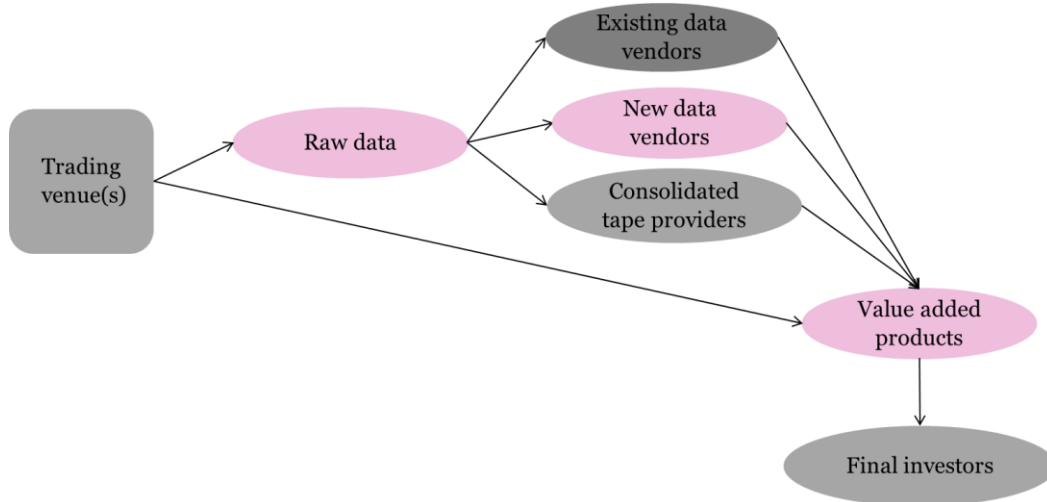 Existing data
vendors
New data
vendors
Raw data
Trading
venue(s)
Consolidated
tape providers
Value added
products
Final investors